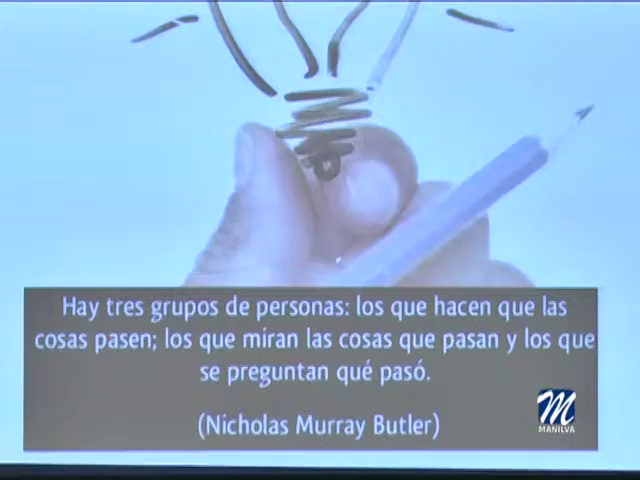 Hay tres grupos de personas: los que hacen que las
cosas pasen; los que miran las cosas que pasan y los que
se preguntan qué pasó.
(Nicholas Murray Butler)
M
MANILVA